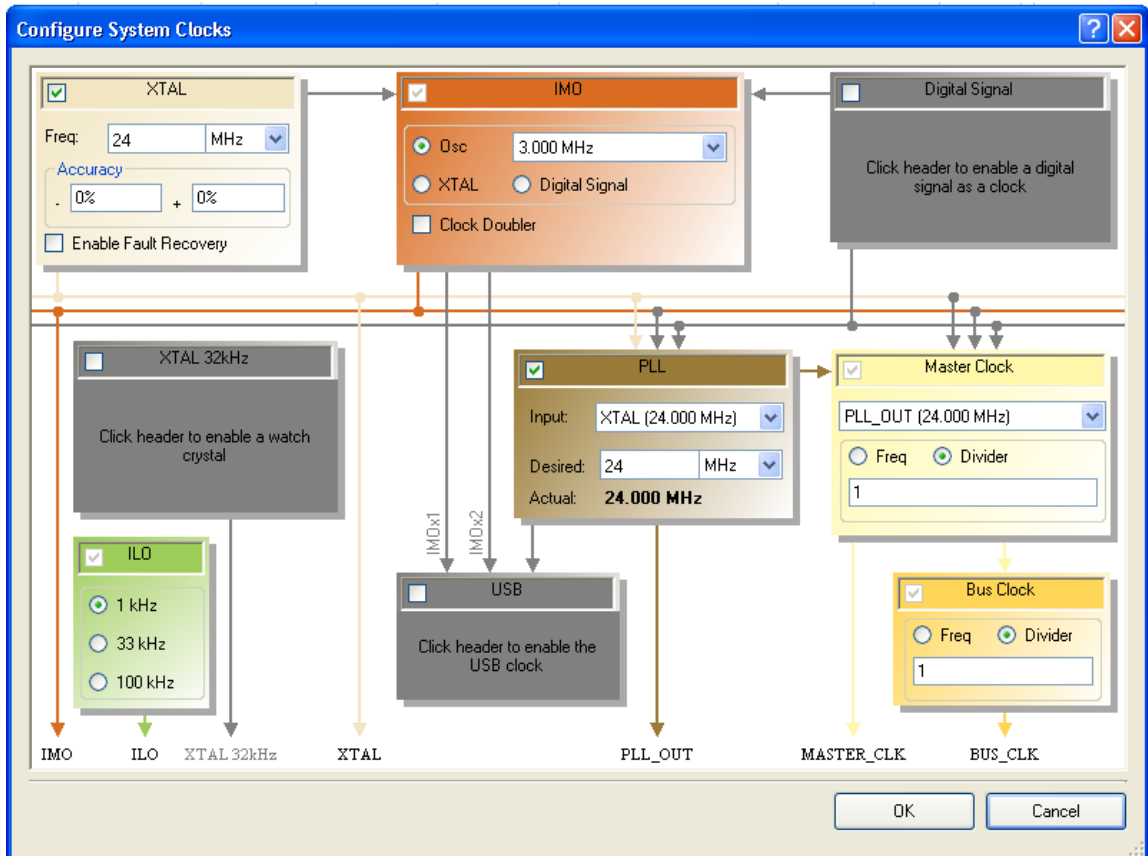 Configure System Clocks
XTAL
Freq: 24 MHz
Accuracy
- 0% + 0%
Enable Fault Recovery
IMO
Osc 3.000 MHz
XTAL Digital Signal
Clock Doubler
Digital Signal
Click header to enable a digital
signal as a clock
XTAL 32kHz
Click header to enable a watch
crystal
PLL
Input: XTAL (24.000 MHz)
Desired: 24 MHz
Actual: 24.000 MHz
Master Clock
PLL_OUT (24.000 MHz)
Freq Divider
1
IMOx1
IMOx2
ILO
1 kHz
33 kHz
100 kHz
USB
Click header to enable the
USB clock
Bus Clock
Freq Divider
1
IMO ILO XTAL 32kHz XTAL PLL_OUT MASTER_CLK BUS_CLK
OK Cancel